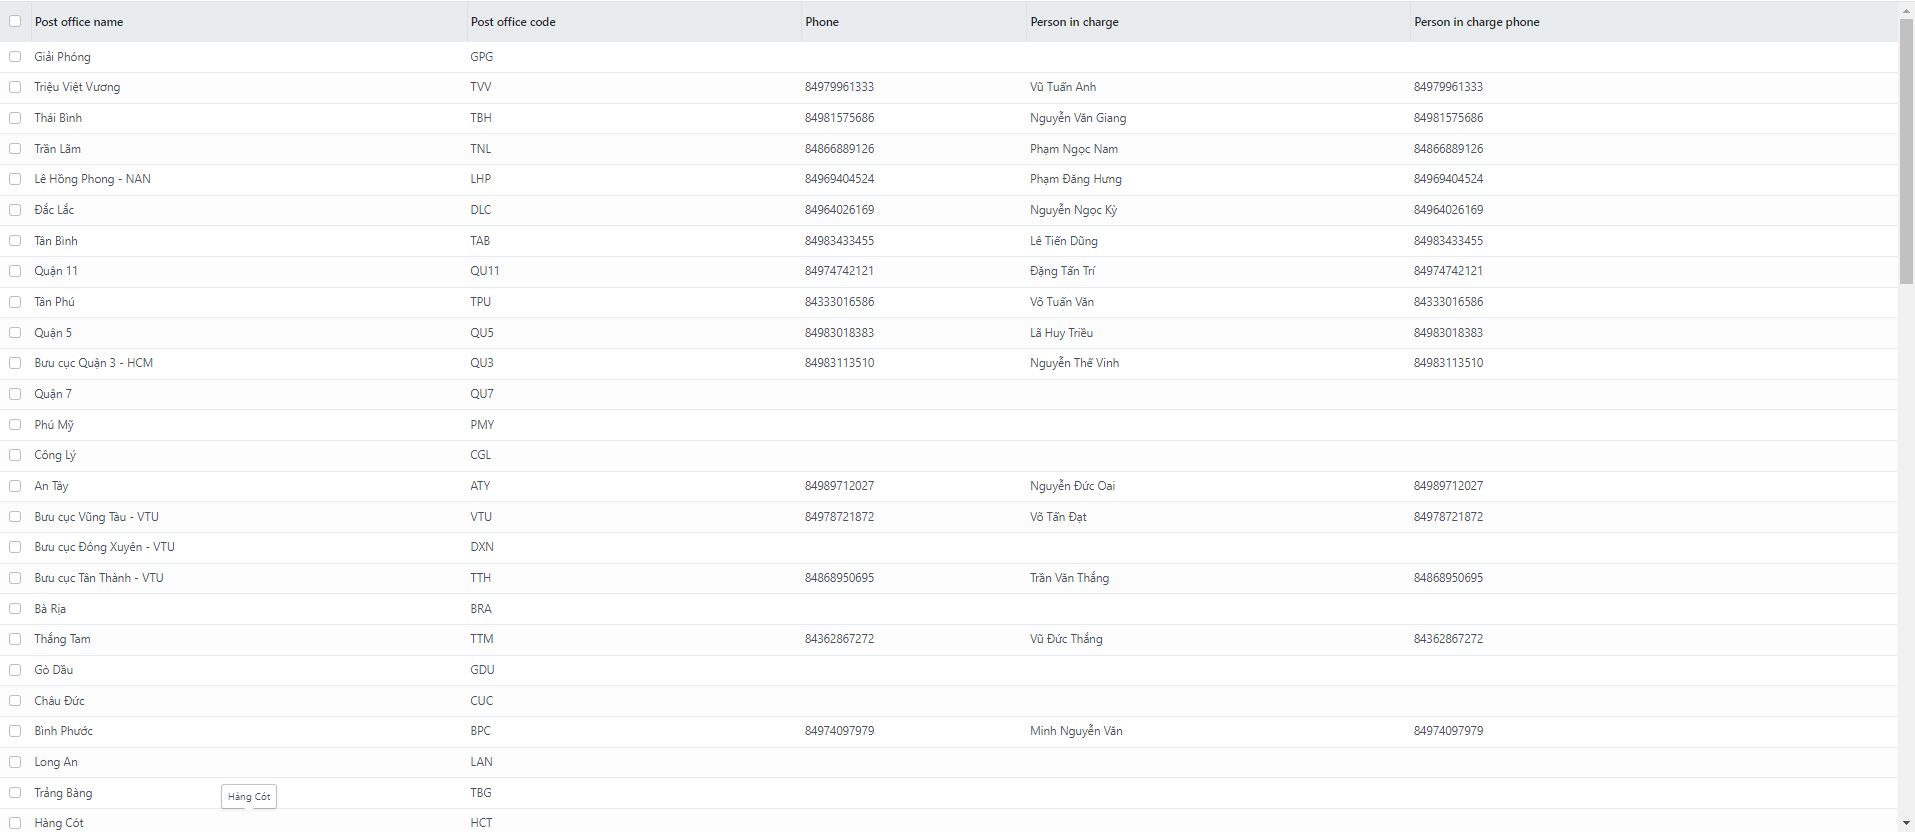 Post office name Post office code Phone Person in charge Person in charge phone
Giải Phóng GPG
Triệu Việt Vương TVV 84979961333 Vũ Tuấn Anh 84979961333
Thái Bình TBH 84981575686 Nguyễn Văn Giang 84981575686
Trần Lãm TNL 84866889126 Phạm Ngọc Nam 84866889126
Lê Hồng Phong - NAN LHP 84969404524 Phạm Đăng Hưng 84969404524
Đắc Lắc DLC 84964026169 Nguyễn Ngọc Kỳ 84964026169
Tân Bình TAB 84983433455 Lê Tiến Dũng 84983433455
Quận 11 QU11 84974742121 Đặng Tấn Trí 84974742121
Tân Phú TPU 84333016586 Võ Tuấn Văn 84333016586
Quận 5 QU5 84983018383 Lã Huy Triều 84983018383
Bưu cục Quận 3 - HCM QU3 84983113510 Nguyễn Thế Vinh 84983113510
Quận 7 QU7
Phú Mỹ PMY
Công Lý CGL
An Tây ATY 84989712027 Nguyễn Đức Oai 84989712027
Bưu cục Vũng Tàu - VTU VTU 84978721872 Võ Tấn Đạt 84978721872
Bưu cục Đông Xuyên - VTU DXN
Bưu cục Tân Thành - VTU TTH 84868950695 Trần Văn Thắng 84868950695
Bà Rịa BRA
Thắng Tam TTM 84362867272 Vũ Đức Thắng 84362867272
Gò Dầu GDU
Châu Đức CUC
Bình Phước BPC 84974097979 Minh Nguyễn Văn 84974097979
Long An LAN
Trảng Bàng TBG
Hàng Cót
Hàng Cót HCT